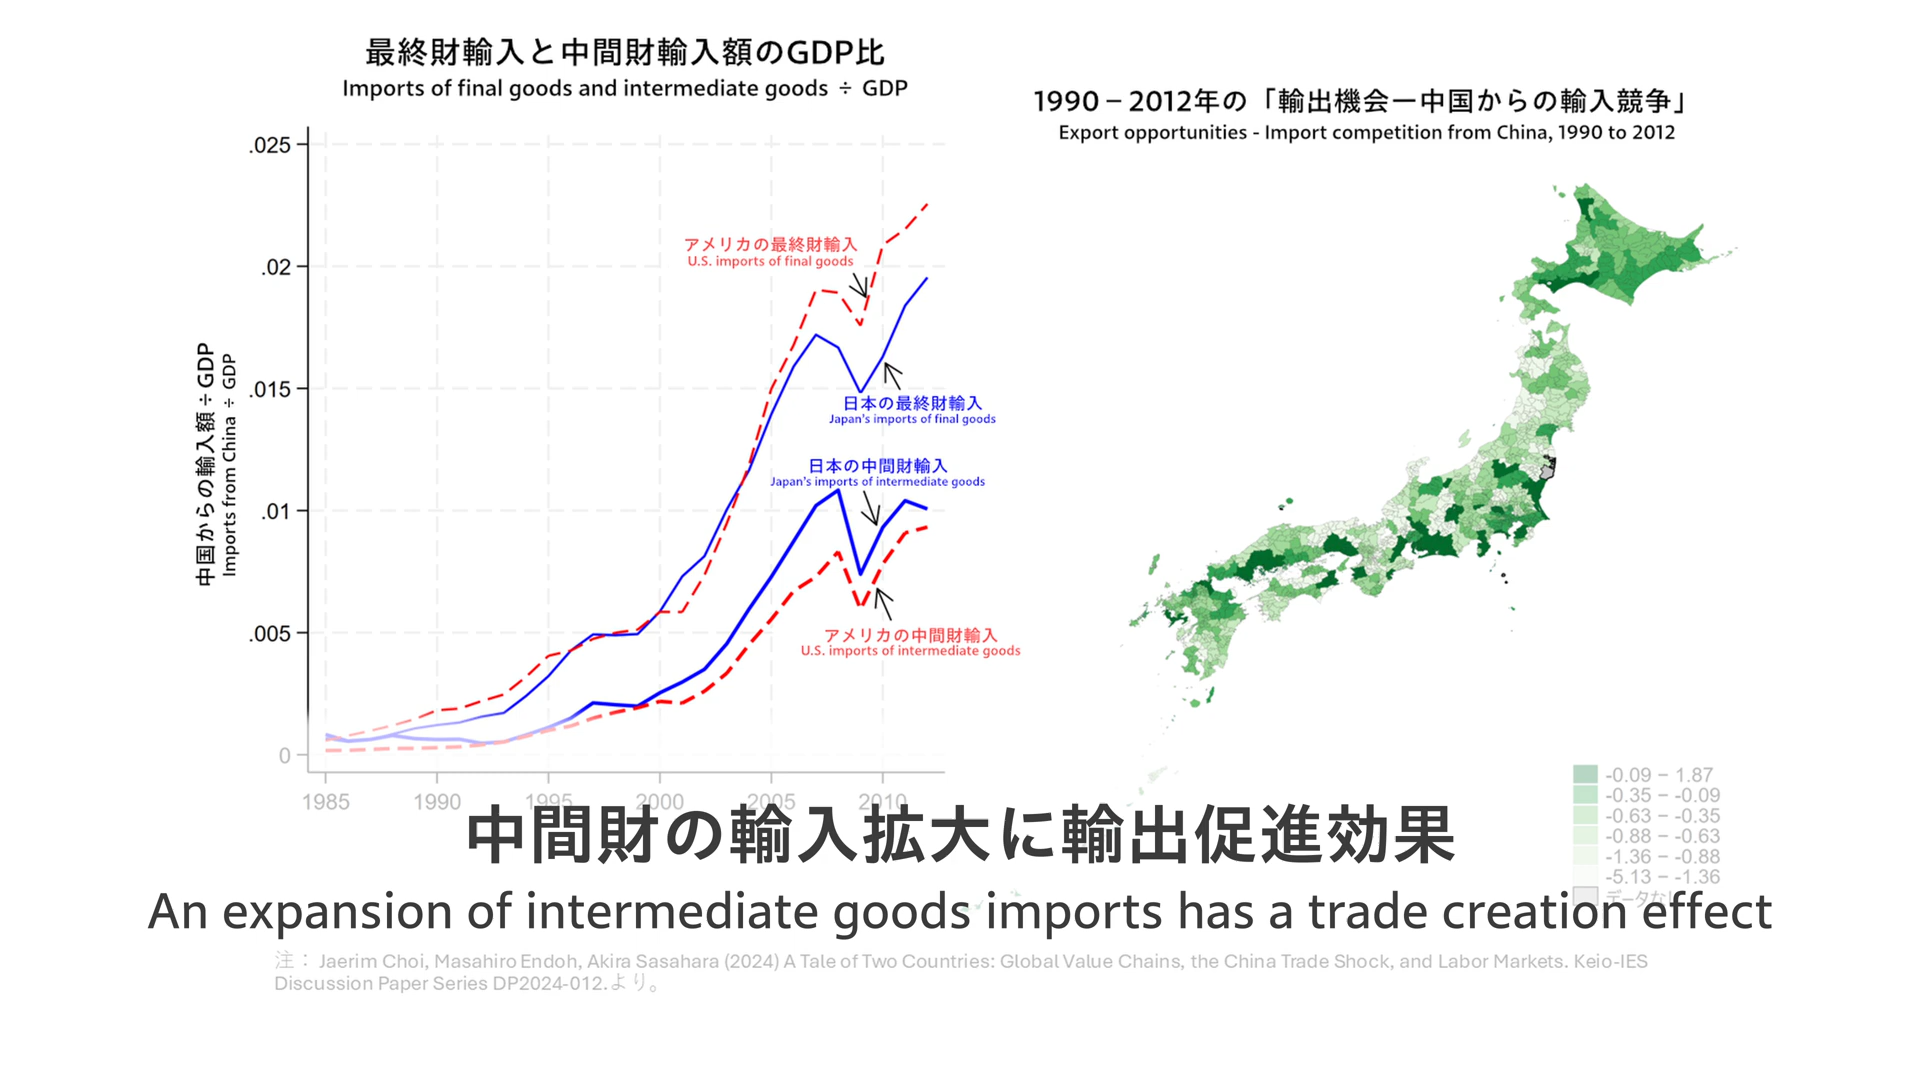 最終財輸入と中間財輸入額のGDP比
Imports of final goods and intermediate goods ÷ GDP
中国からの輸入額÷GDP
Imports from China ÷ GDP
.025
.02
.015
.01
.005
0
1985
1990
1995
2000
2005
2010
アメリカの最終財輸入
U.S. imports of final goods
日本の最終財輸入
Japan's imports of final goods
日本の中間財輸入
Japan's imports of intermediate goods
アメリカの中間財輸入
U.S. imports of intermediate goods
1990－2012年の「輸出機会ー中国からの輸入競争」
Export opportunities - Import competition from China, 1990 to 2012
-0.09 − 1.87
-0.35 − -0.09
-0.63 − -0.35
-0.88 − -0.63
-1.36 − -0.88
-5.13 − -1.36
中間財の輸入拡大に輸出促進効果
An expansion of intermediate goods imports has a trade creation effect
注： Jaerim Choi, Masahiro Endoh, Akira Sasahara (2024) A Tale of Two Countries: Global Value Chains, the China Trade Shock, and Labor Markets. Keio-IES
Discussion Paper Series DP2024-012.より。